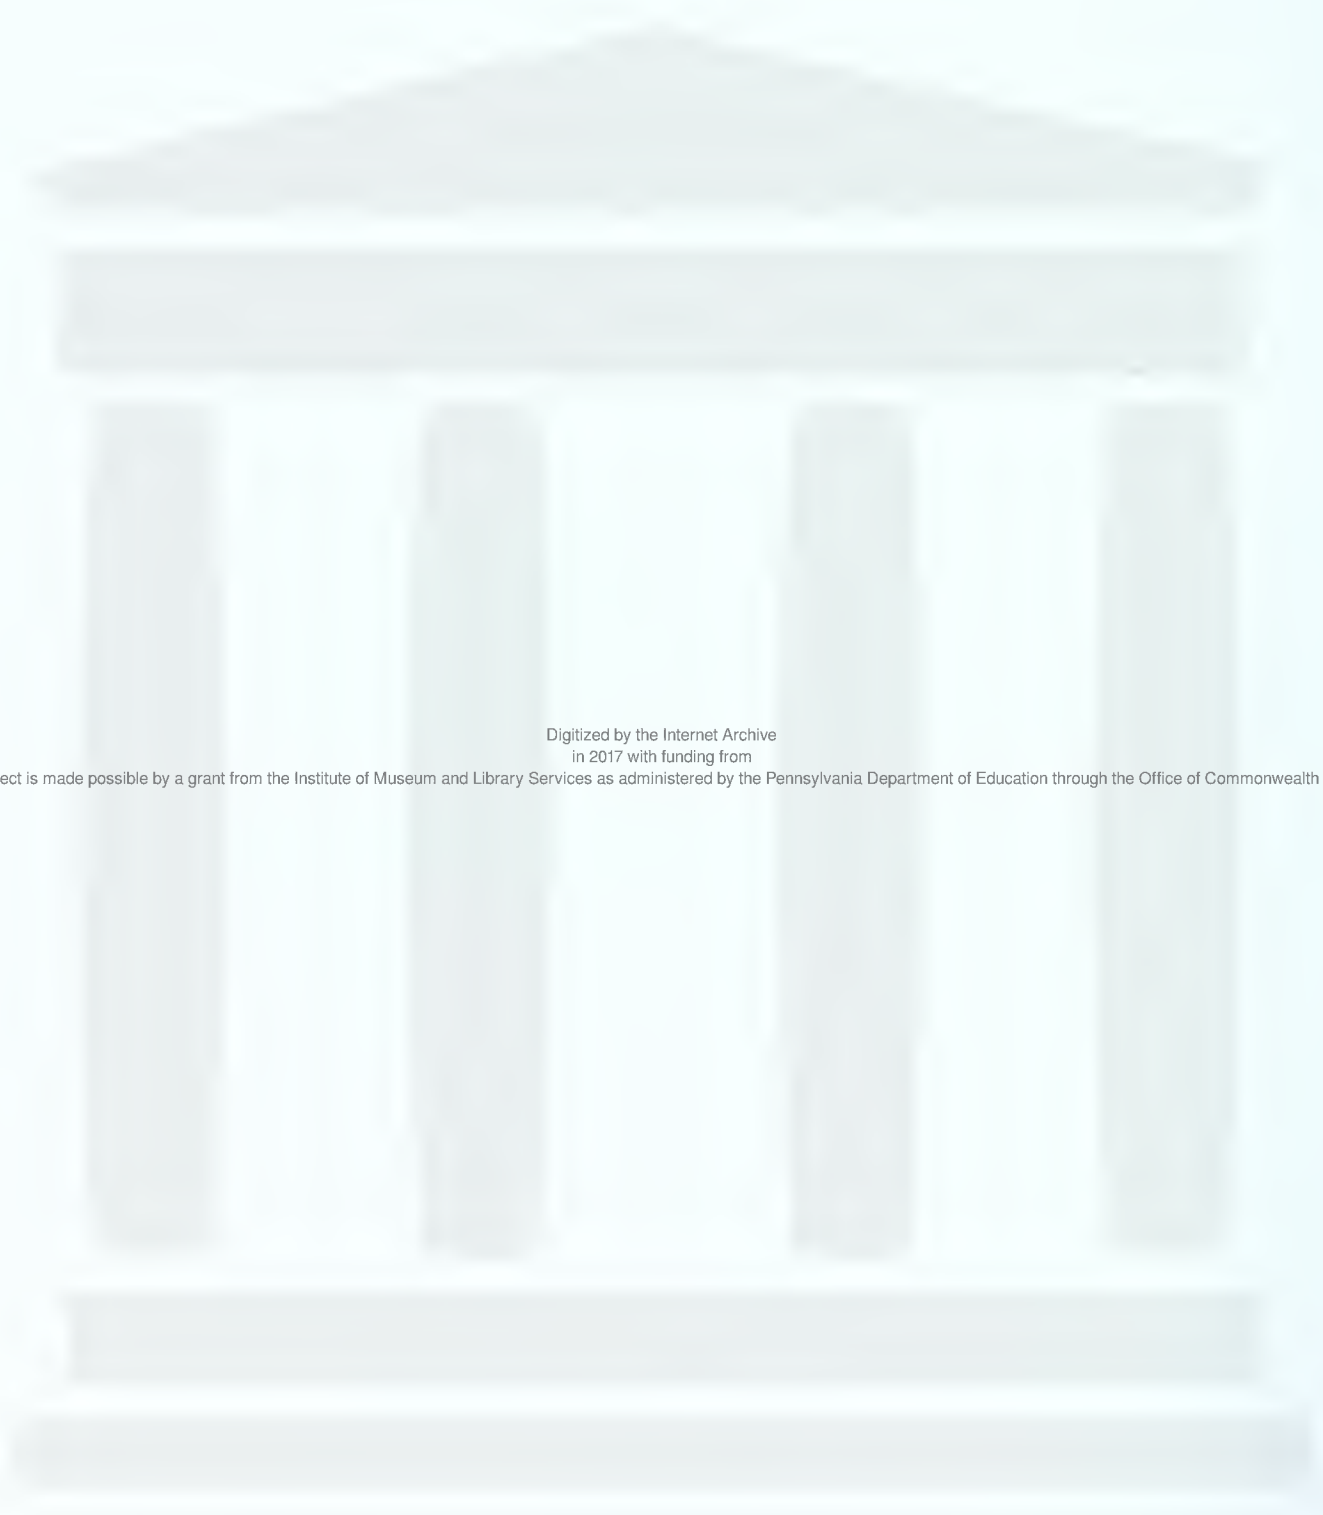 Digitized by the Internet Archive
in 2017 with funding from
ect is made possible by a grant from the Institute of Museum and Library Services as administered by the Pennsylvania Department of Education through the Office of Commonwealth